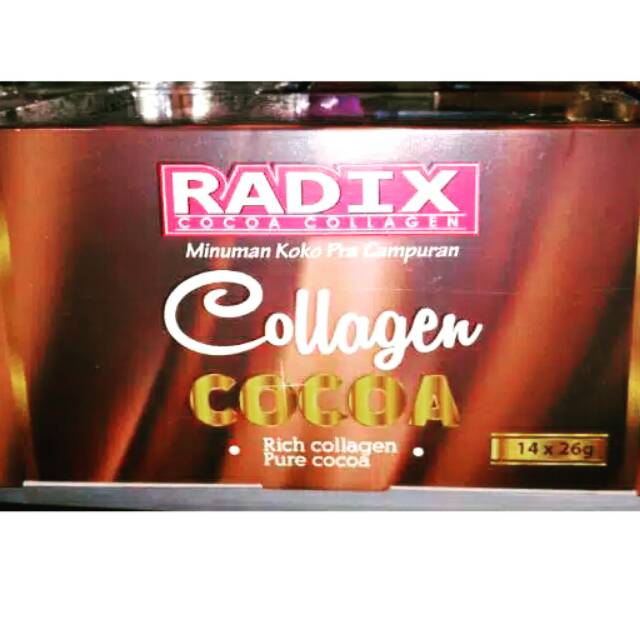 RADIX
COCOA COLLAGEN
Minuman Koko Pra Campuran
Collagen
COCOA
Rich collagen
Pure cocoa
14 x 26g